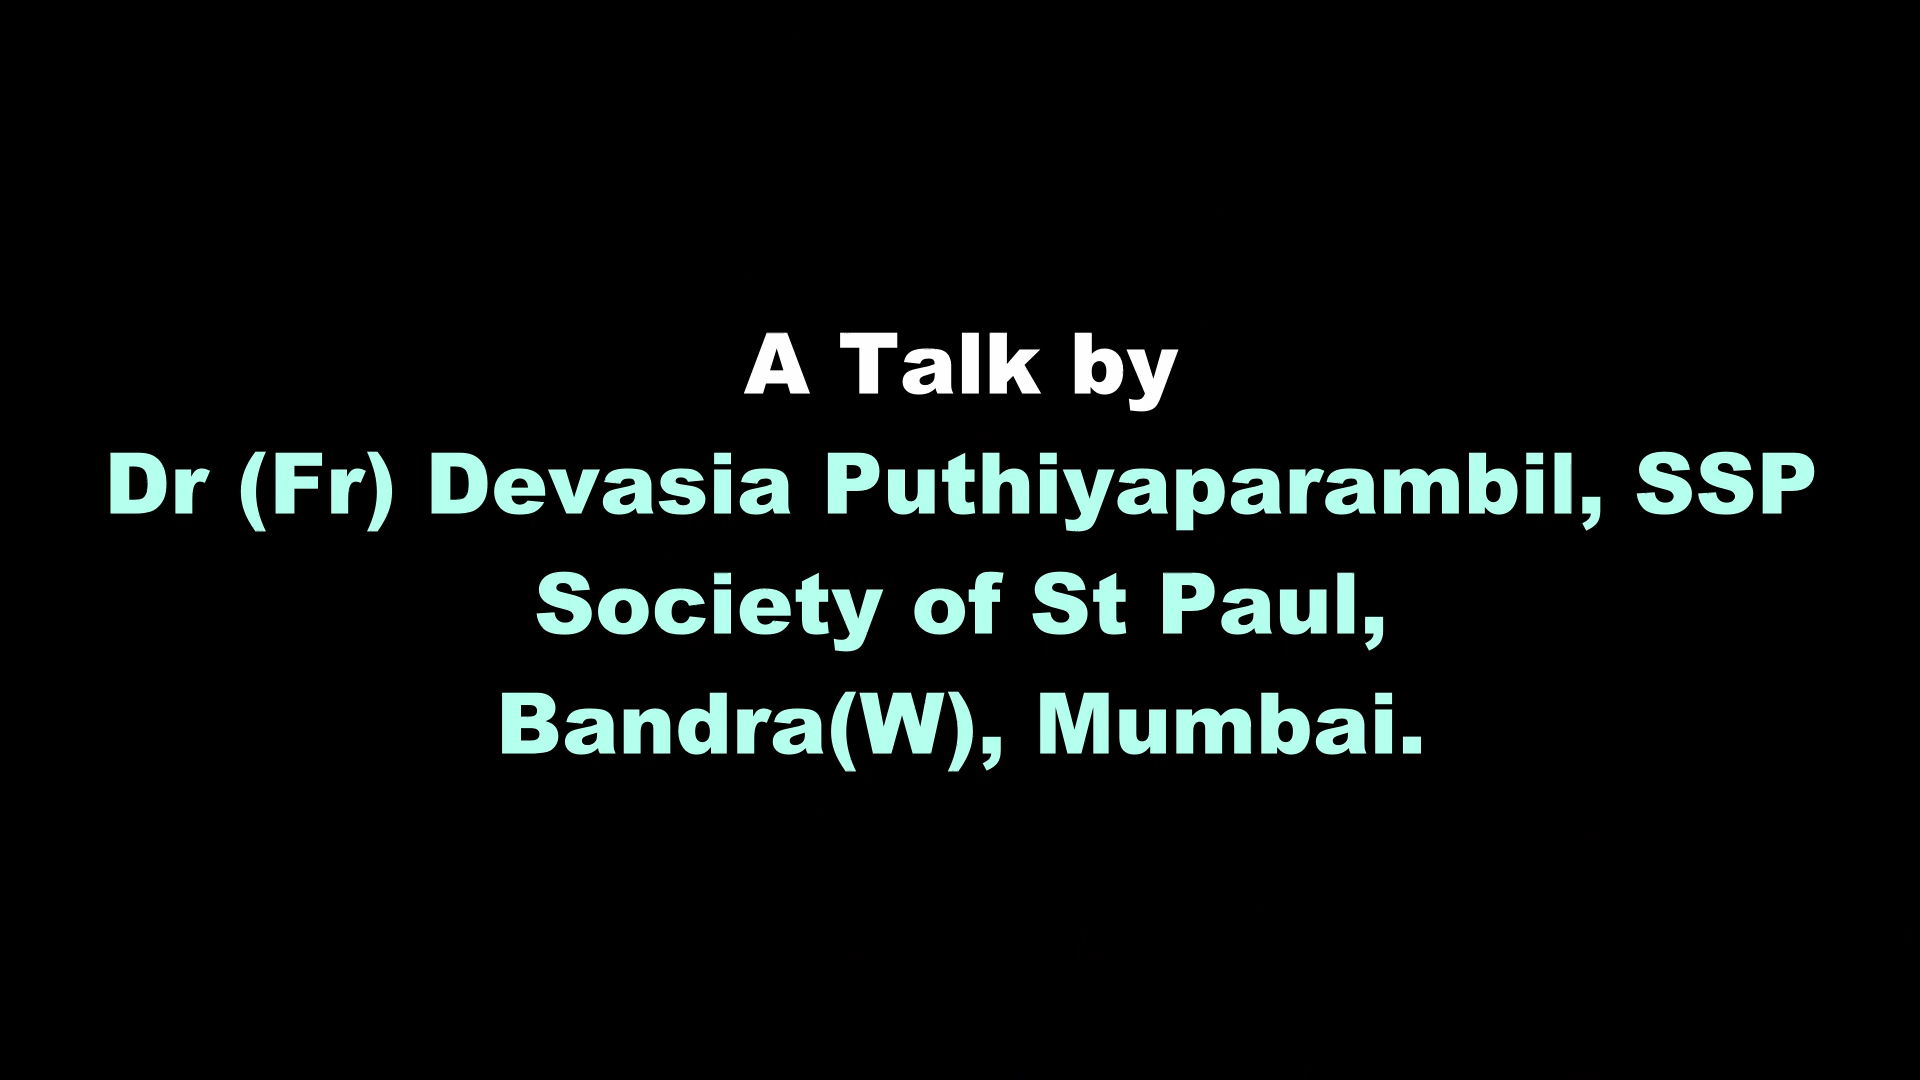 A Talk by
Dr (Fr) Devasia Puthiyaparambil, SSP
Society of St Paul,
Bandra(W), Mumbai.